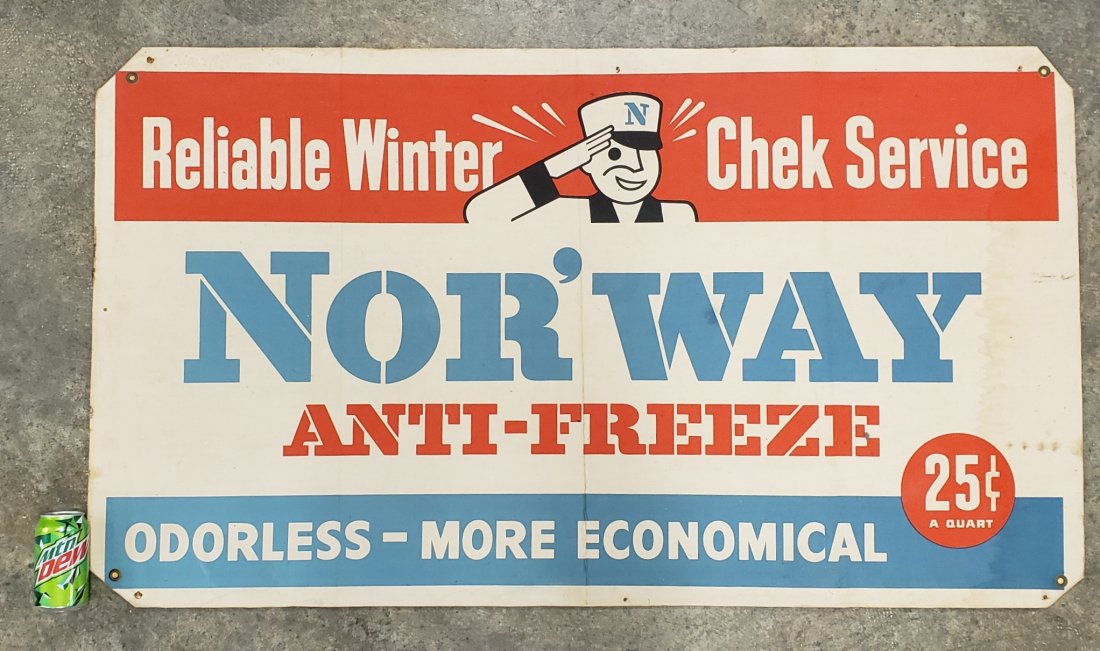 Reliable Winter Chek Service
N
NOR'WAY
ANTI-FREEZE
25¢
A QUART
ODORLESS – MORE ECONOMICAL
mtn
DEW